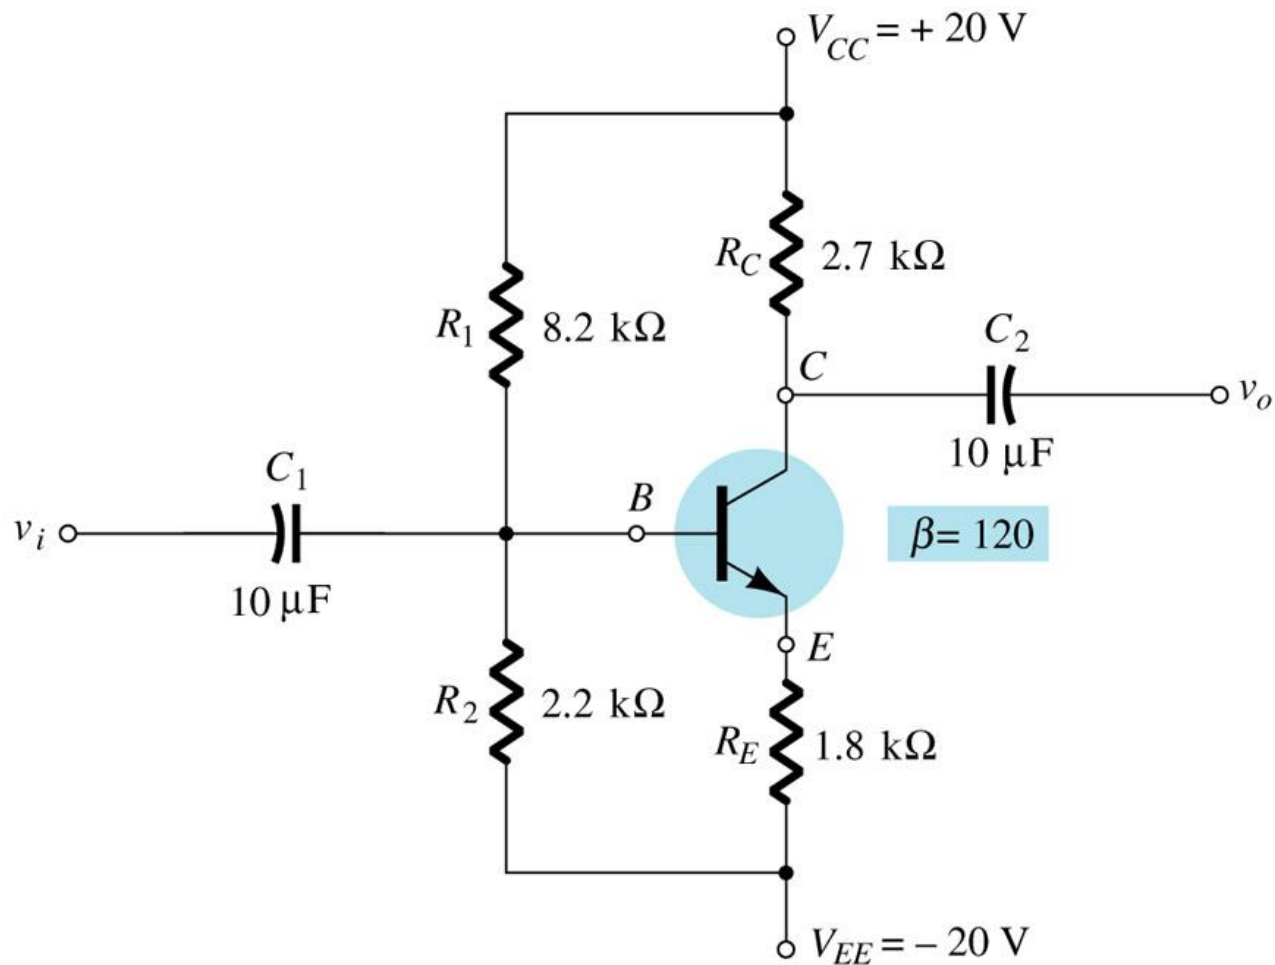 V_CC = + 20 V
R_C 2.7 kΩ
R_1 8.2 kΩ
C_2
C
v_o
10 μF
C_1
B
v_i
β= 120
10 μF
E
R_2 2.2 kΩ
R_E 1.8 kΩ
V_EE = – 20 V